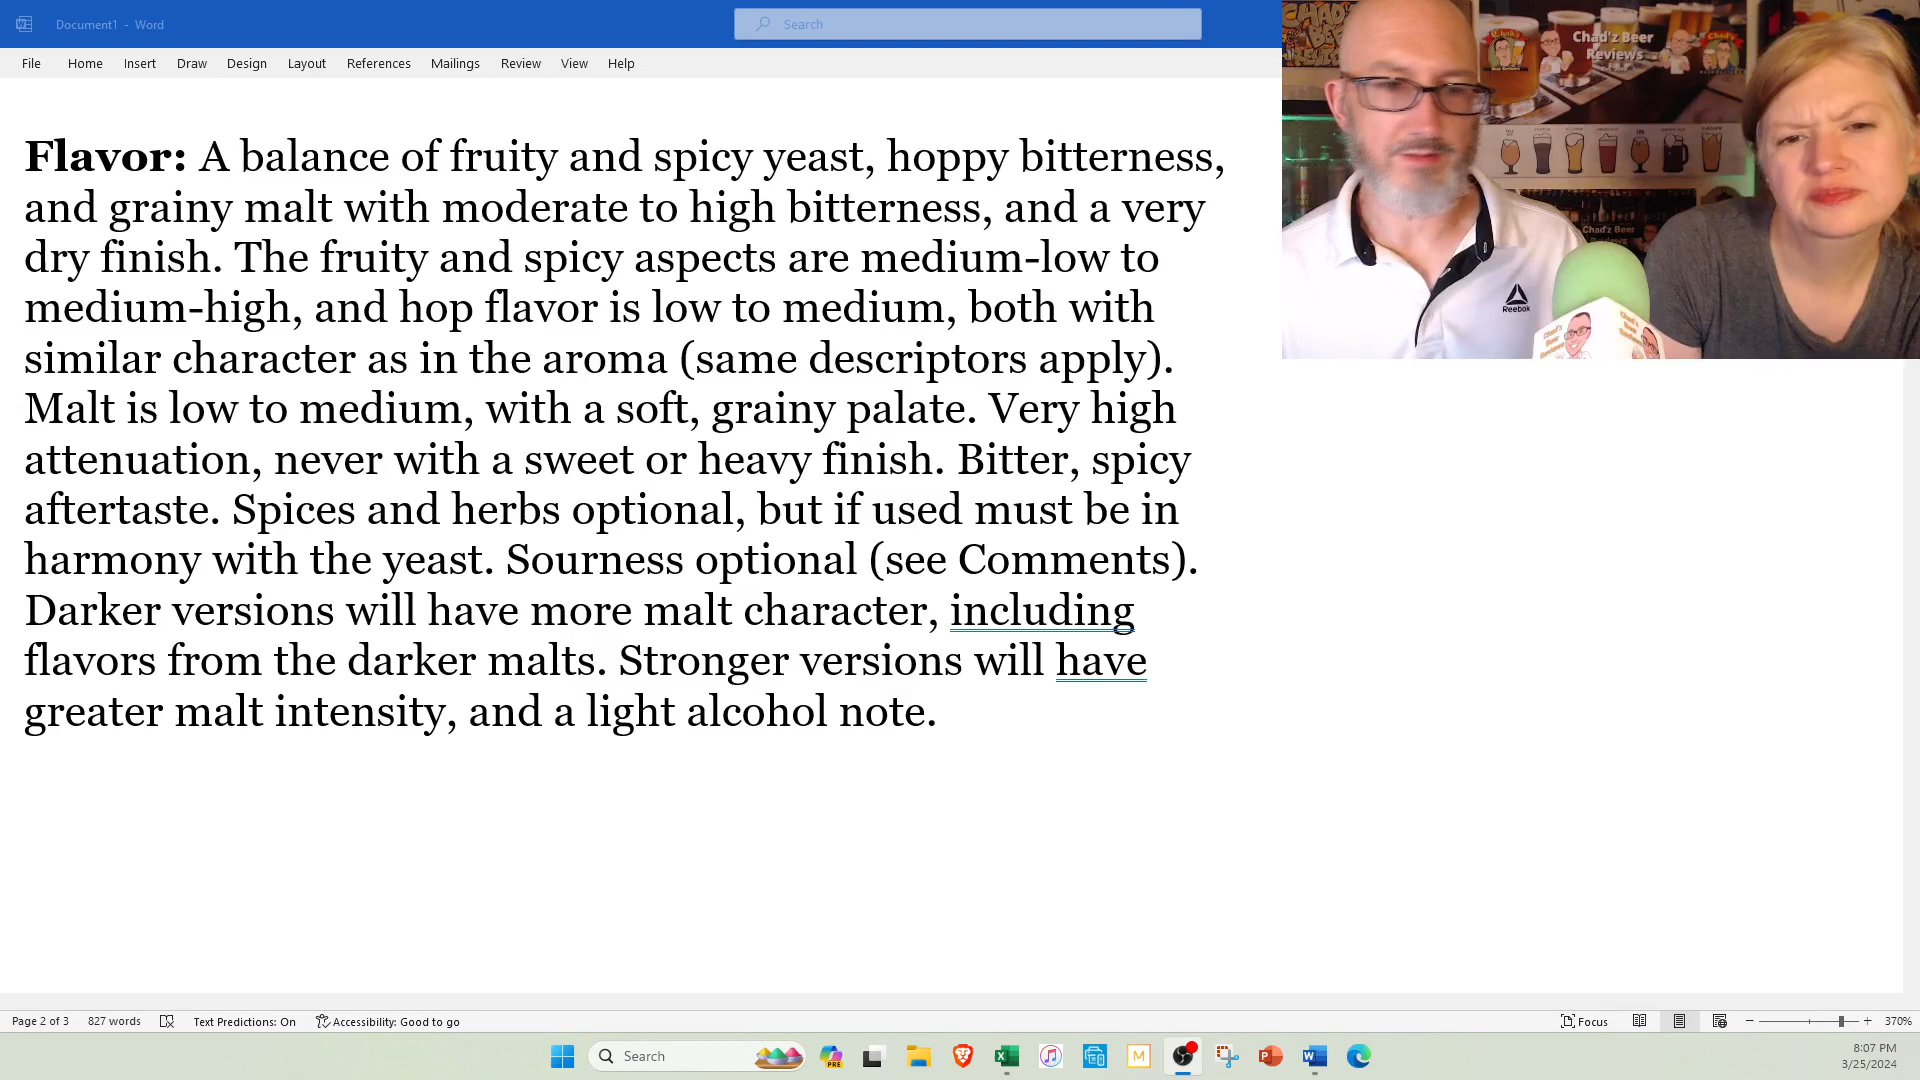 Document1 - Word
Search
File Home Insert Draw Design Layout References Mailings Review View Help
Chad'z Beer
Reviews
Flavor: A balance of fruity and spicy yeast, hoppy bitterness,
and grainy malt with moderate to high bitterness, and a very
dry finish. The fruity and spicy aspects are medium-low to
medium-high, and hop flavor is low to medium, both with
similar character as in the aroma (same descriptors apply).
Malt is low to medium, with a soft, grainy palate. Very high
attenuation, never with a sweet or heavy finish. Bitter, spicy
aftertaste. Spices and herbs optional, but if used must be in
harmony with the yeast. Sourness optional (see Comments).
Darker versions will have more malt character, including
flavors from the darker malts. Stronger versions will have
greater malt intensity, and a light alcohol note.
Chad'z Beer
Reebok
Page 2 of 3 827 words Text Predictions: On Accessibility: Good to go Focus 370%
Search
PRE
8:07 PM
3/25/2024